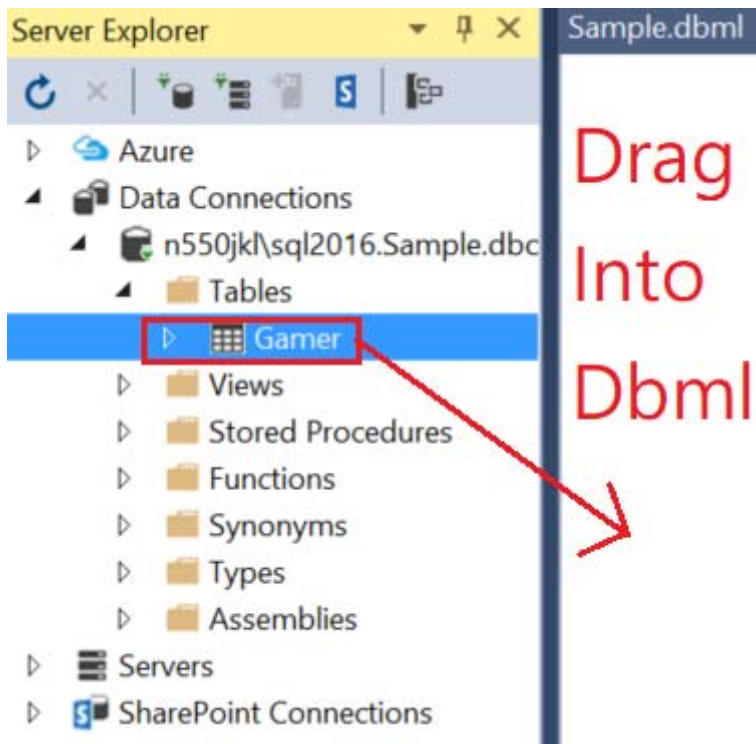 Server Explorer
Sample.dbml
Azure
Data Connections
n550jkl\sql2016.Sample.dbc
Tables
Gamer
Views
Stored Procedures
Functions
Synonyms
Types
Assemblies
Servers
SharePoint Connections
Drag
Into
Dbml